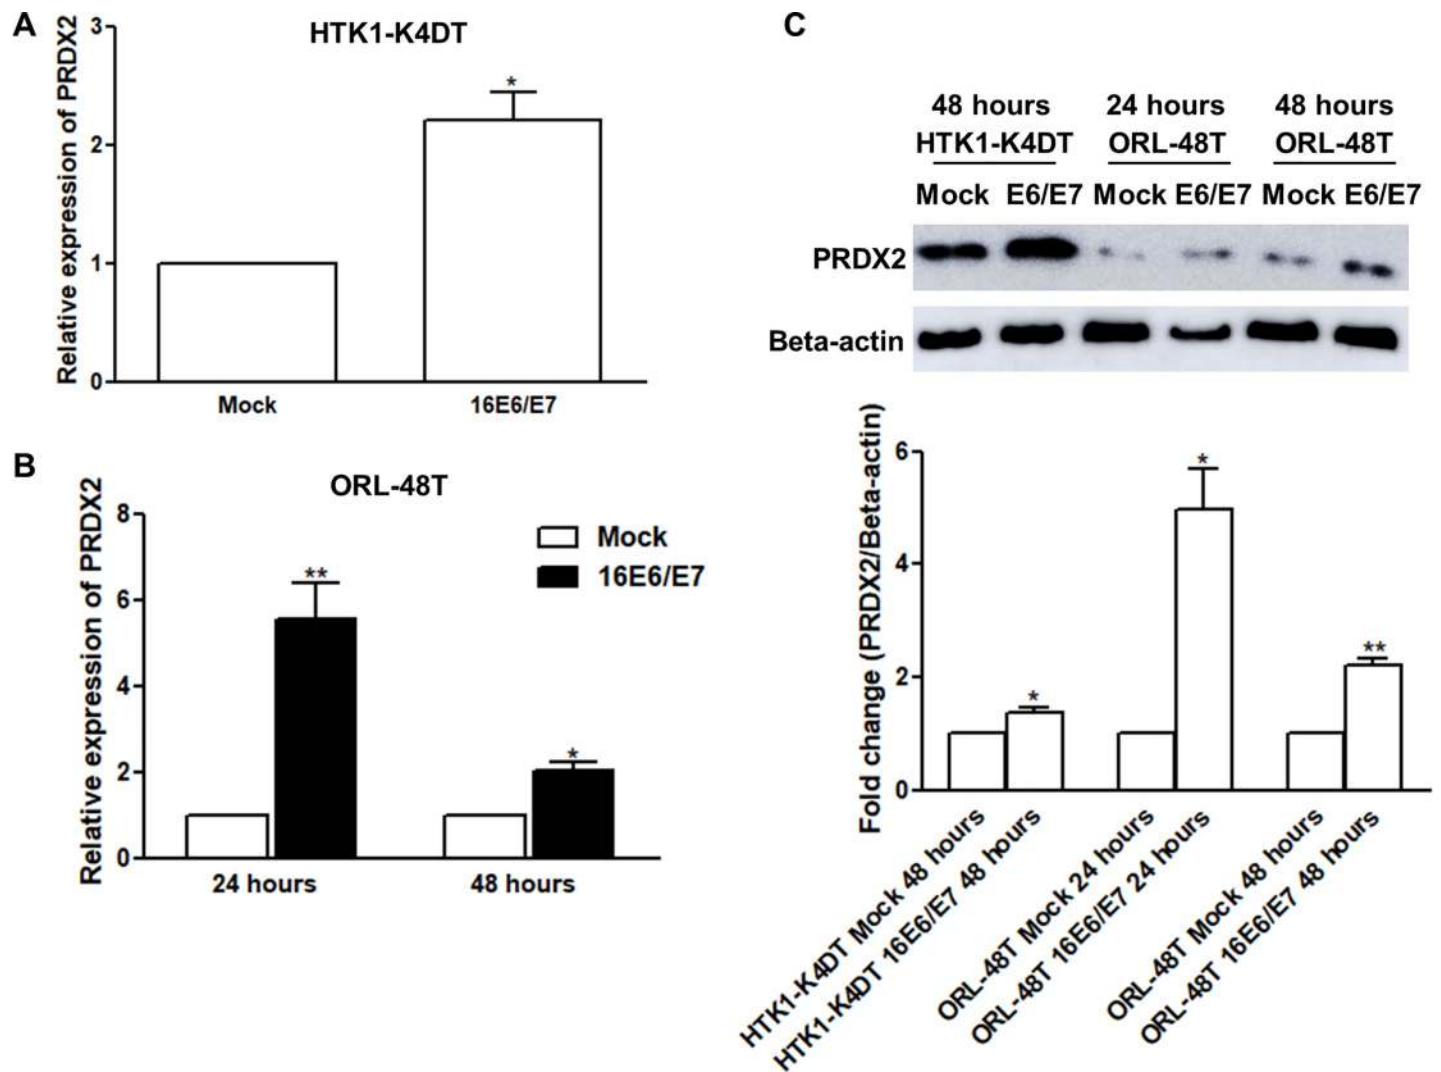 A
HTK1-K4DT
Relative expression of PRDX2
3
2
1
0
*
Mock
16E6/E7
B
ORL-48T
Relative expression of PRDX2
8
6
4
2
0
**
*
Mock
16E6/E7
24 hours
48 hours
C
48 hours 24 hours 48 hours
HTK1-K4DT ORL-48T ORL-48T
Mock E6/E7 Mock E6/E7 Mock E6/E7
PRDX2
Beta-actin
Fold change (PRDX2/Beta-actin)
6
4
2
0
*
*
**
HTK1-K4DT Mock 48 hours
HTK1-K4DT 16E6/E7 48 hours
ORL-48T Mock 24 hours
ORL-48T 16E6/E7 24 hours
ORL-48T Mock 48 hours
ORL-48T 16E6/E7 48 hours